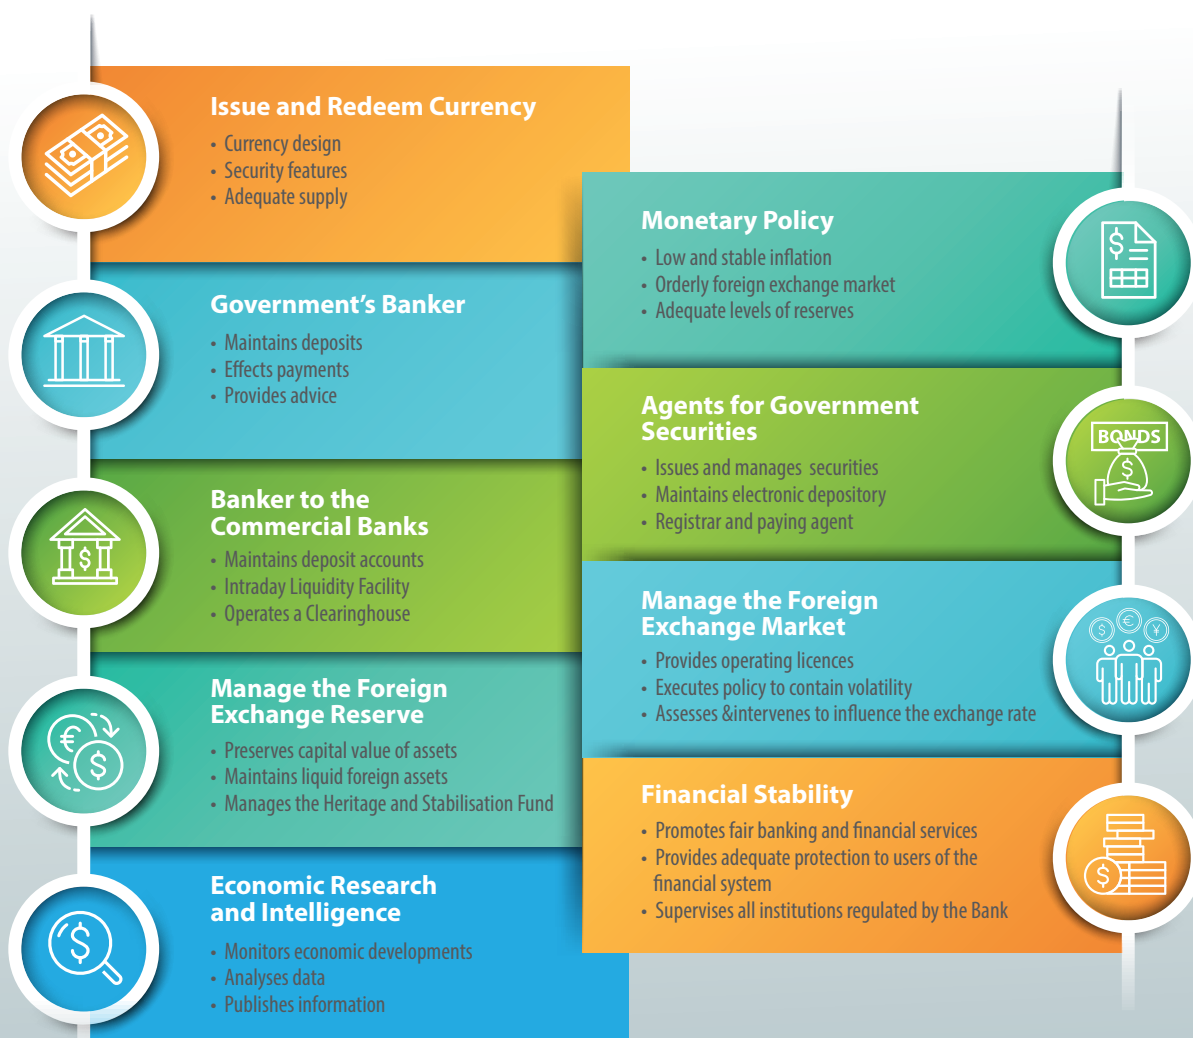 Issue and Redeem Currency
• Currency design
• Security features
• Adequate supply
Government's Banker
• Maintains deposits
• Effects payments
• Provides advice
Banker to the
Commercial Banks
• Maintains deposit accounts
• Intraday Liquidity Facility
• Operates a Clearinghouse
Manage the Foreign
Exchange Reserve
• Preserves capital value of assets
• Maintains liquid foreign assets
• Manages the Heritage and Stabilisation Fund
Economic Research
and Intelligence
• Monitors economic developments
• Analyses data
• Publishes information
Monetary Policy
• Low and stable inflation
• Orderly foreign exchange market
• Adequate levels of reserves
Agents for Government
Securities
• Issues and manages  securities
• Maintains electronic depository
• Registrar and paying agent
BONDS
Manage the Foreign
Exchange Market
• Provides operating licences
• Executes policy to contain volatility
• Assesses &intervenes to influence the exchange rate
Financial Stability
• Promotes fair banking and financial services
• Provides adequate protection to users of the
financial system
• Supervises all institutions regulated by the Bank